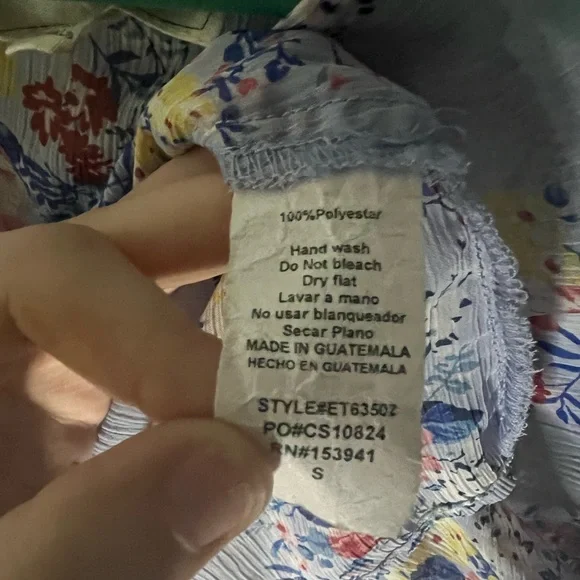 100%Polyester
Hand wash
Do Not bleach
Dry flat
Lavar a mano
No usar blanqueador
Secar Plano
MADE IN GUATEMALA
HECHO EN GUATEMALA
STYLE#ET63502
PO#CS10824
RN#153941
S